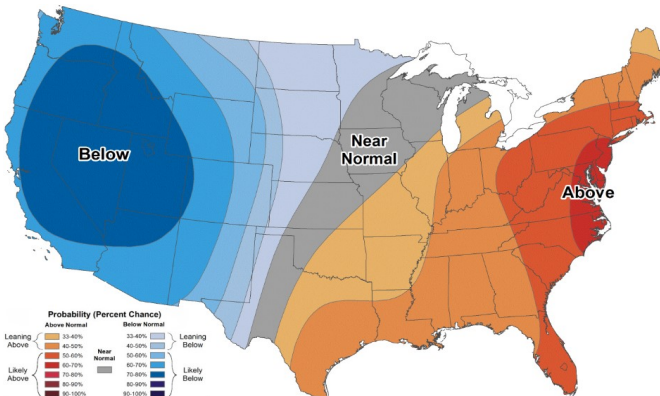 Below
Near
Normal
Above
Probability (Percent Chance)
Above Normal Below Normal
Leaning
Above
33-40% 33-40%
40-50% 40-50%
Leaning
Below
50-60% Near
Normal 50-60%
Likely
Above
60-70% 60-70%
70-80% 70-80%
Likely
Below
80-90% 80-90%
90-100% 90-100%